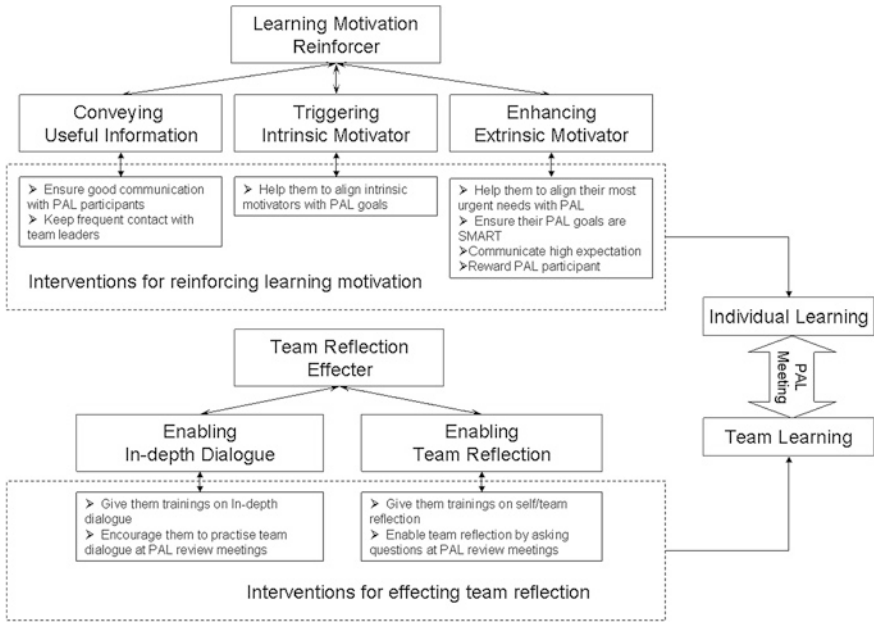 Learning Motivation
Reinforcer
Conveying
Useful Information
Triggering
Intrinsic Motivator
Enhancing
Extrinsic Motivator
➢ Ensure good communication
with PAL participants
➢ Keep frequent contact with
team leaders
➢ Help them to align intrinsic
motivators with PAL goals
➢ Help them to align their most
urgent needs with PAL
➢ Ensure their PAL goals are
SMART
➢Communicate high expectation
➢Reward PAL participant
Interventions for reinforcing learning motivation
Individual Learning
PAL
Meeting
Team Learning
Team Reflection
Effecter
Enabling
In-depth Dialogue
Enabling
Team Reflection
➢ Give them trainings on In-depth
dialogue
➢ Encourage them to practise team
dialogue at PAL review meetings
➢ Give them trainings on self/team
reflection
➢ Enable team reflection by asking
questions at PAL review meetings
Interventions for effecting team reflection